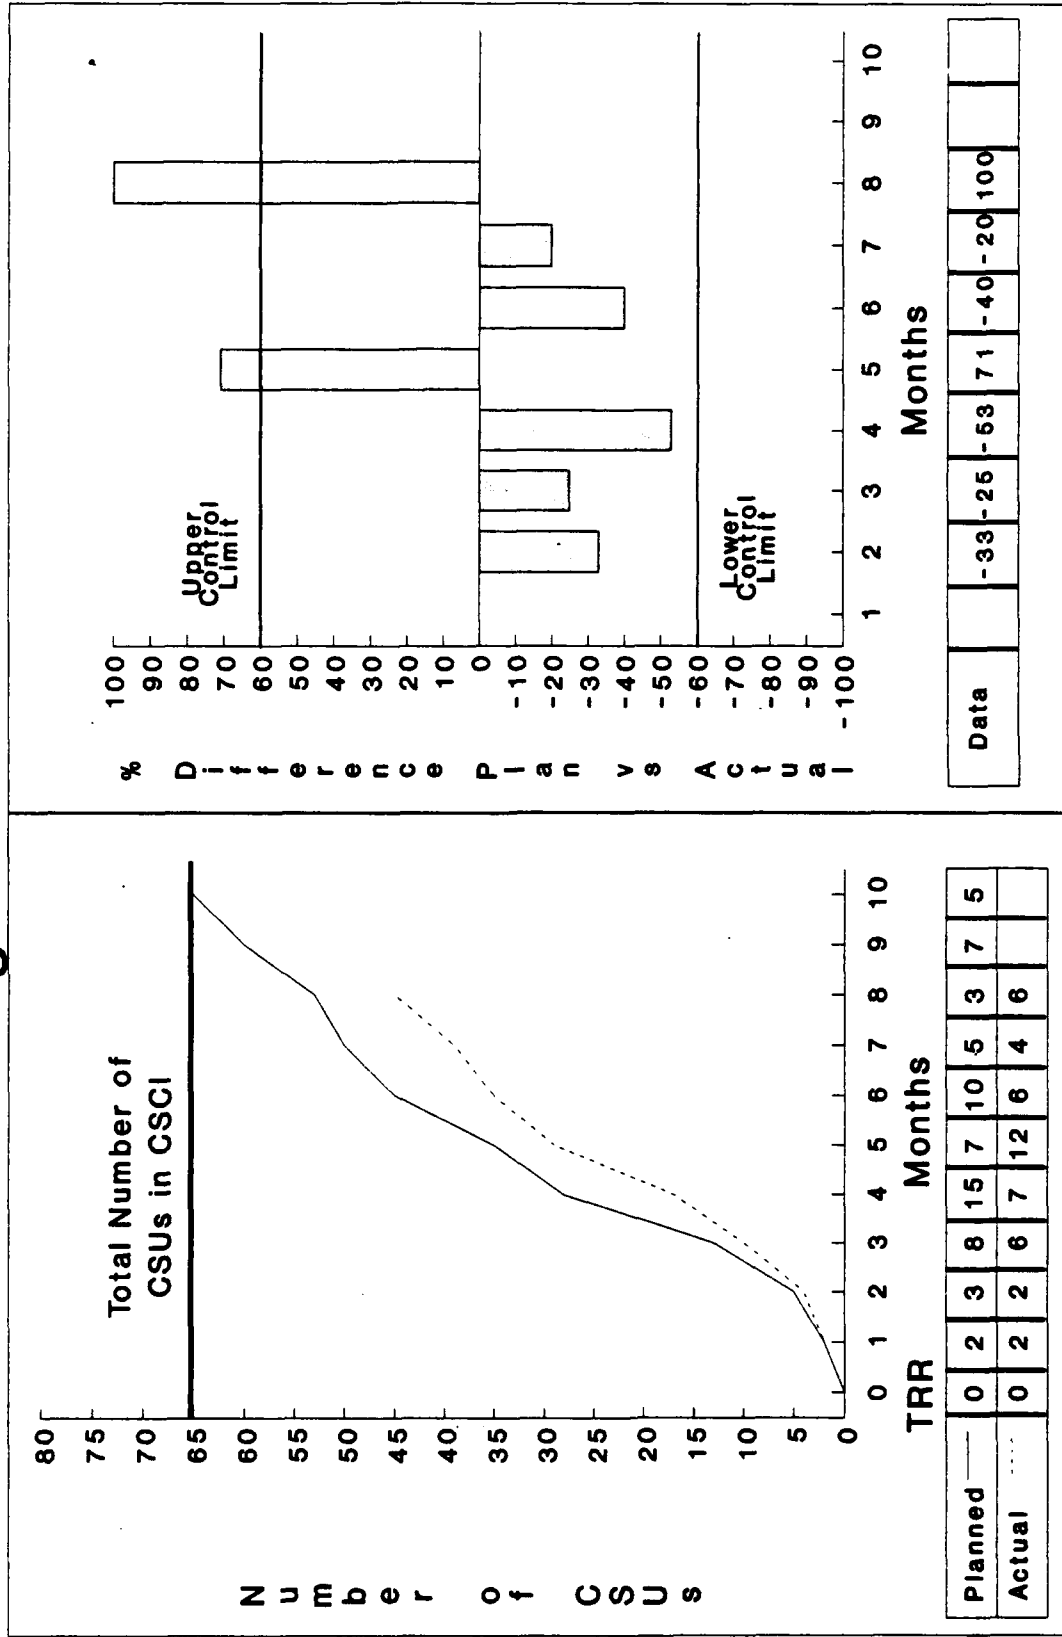 Total Number of
CSUs in CSCI
Number of CSUs
80
75
70
65
60
55
50
45
40
35
30
25
20
15
10
5
0
0 1 2 3 4 5 6 7 8 9 10
TRR Months
Planned 0 2 3 8 15 7 10 5 3 7 5
Actual 0 2 2 6 7 12 6 4 6
% Difference Plan vs Actual
100
90
80
70
60
50
40
30
20
10
0
-10
-20
-30
-40
-50
-60
-70
-80
-90
-100
Upper
Control
Limit
Lower
Control
Limit
1 2 3 4 5 6 7 8 9 10
Months
Data -33 -25 -53 71 -40 -20 100